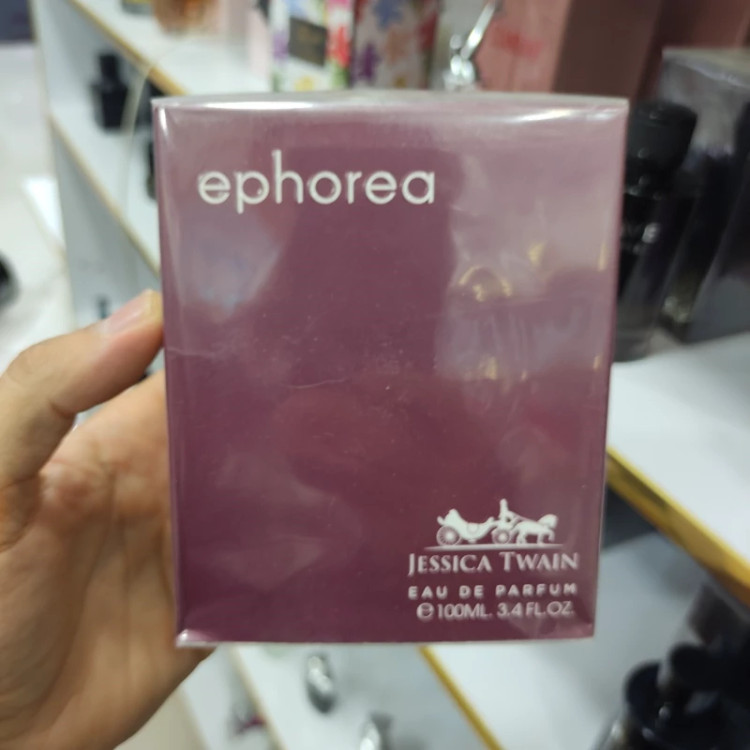 ephorea
JESSICA TWAIN
EAU DE PARFUM
℮100ML. 3.4 FL.OZ.